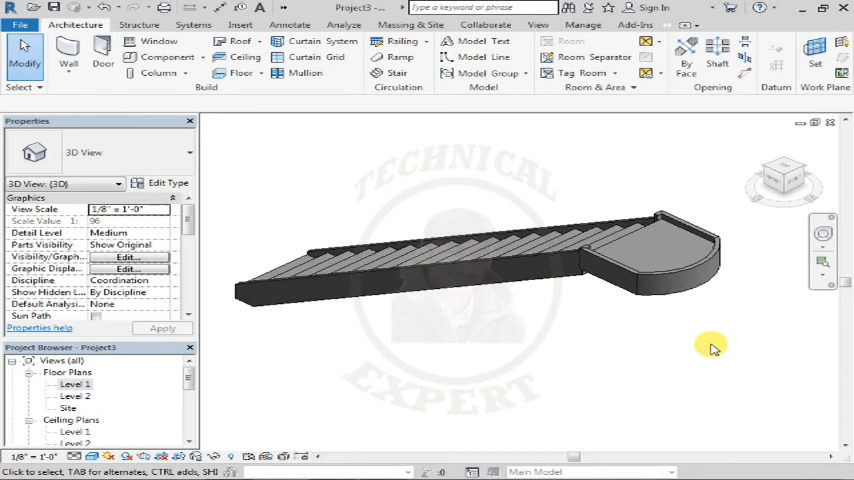 Project3 -...
Type a keyword or phrase
Sign In
File Architecture Structure Systems Insert Annotate Analyze Massing & Site Collaborate View Manage Add-Ins
Modify
Wall
Door
Window
Component
Column
Roof
Ceiling
Floor
Curtain System
Curtain Grid
Mullion
Railing
Ramp
Stair
Model Text
Model Line
Model Group
Room
Room Separator
Tag Room
By Face
Shaft
Set
Select
Build
Circulation
Model
Room & Area
Opening
Datum
Work Plane
Properties
3D View
3D View: {3D}
Edit Type
Graphics
View Scale 1/8" = 1'-0"
Scale Value 1: 96
Detail Level Medium
Parts Visibility Show Original
Visibility/Graph... Edit...
Graphic Displa... Edit...
Discipline Coordination
Show Hidden L... By Discipline
Default Analysi... None
Sun Path
Properties help
Apply
Project Browser - Project3
Views (all)
Floor Plans
Level 1
Level 2
Site
Ceiling Plans
Level 1
Level 2
TECHNICAL
EXPERT
1/8" = 1'-0"
Click to select, TAB for alternates, CTRL adds, SHI
:0
Main Model